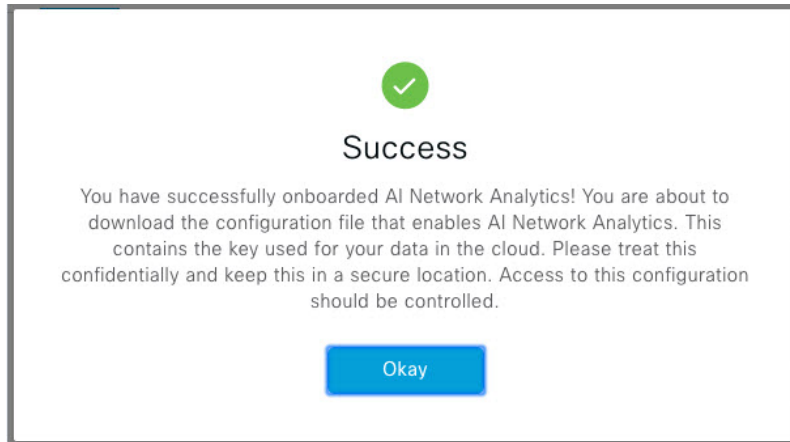 Success
You have successfully onboarded AI Network Analytics! You are about to
download the configuration file that enables AI Network Analytics. This
contains the key used for your data in the cloud. Please treat this
confidentially and keep this in a secure location. Access to this configuration
should be controlled.
Okay